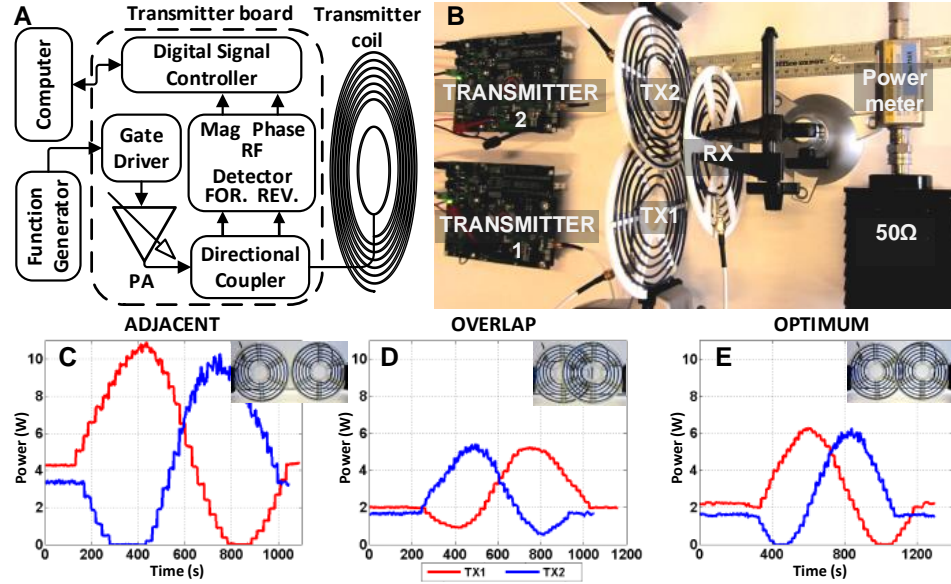 A
Transmitter board
Transmitter
coil
Computer
Digital Signal
Controller
Gate
Driver
Mag Phase
RF
Detector
FOR. REV.
Function
Generator
PA
Directional
Coupler
B
TRANSMITTER
2
TX2
Office DEPOT
Power
meter
RX
TRANSMITTER
1
TX1
50Ω
ADJACENT
C
Power (W)
10
8
6
4
2
0
0 200 400 600 800 1000
Time (s)
OVERLAP
D
Power (W)
10
8
6
4
2
0
0 200 400 600 800 1000 1200
TX1 TX2
OPTIMUM
E
Power (W)
10
8
6
4
2
0
0 400 800 1200
Time (s)